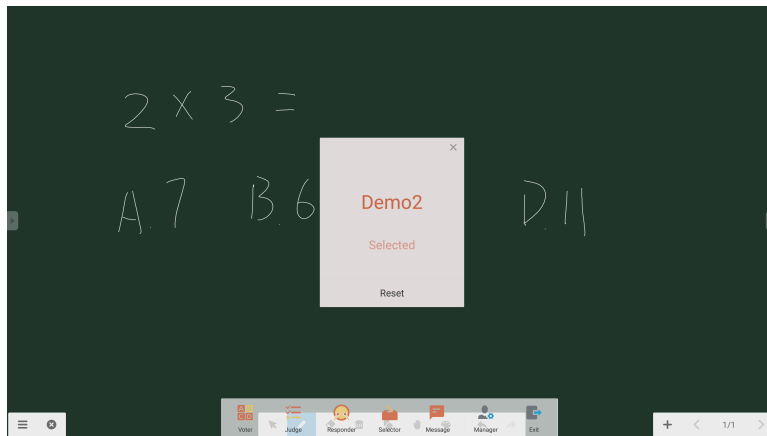 2 × 3 =
A.7 B.6 D.11
Demo2
Selected
Reset
Voter Judge Responder Selector Message Manager Exit
1/1